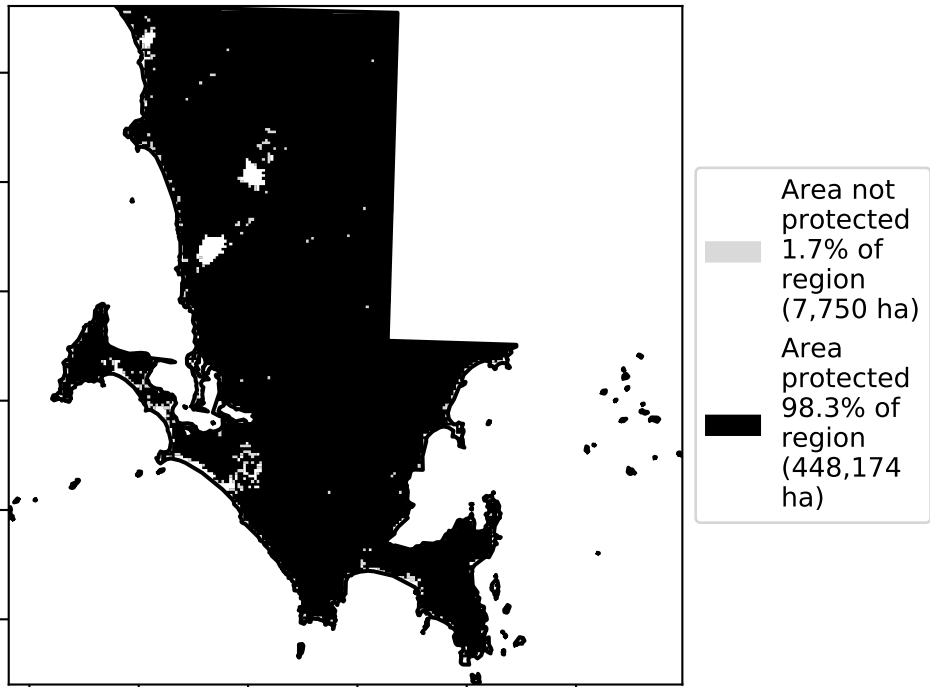 Area not
protected
1.7% of
region
(7,750 ha)
Area
protected
98.3% of
region
(448,174
ha)